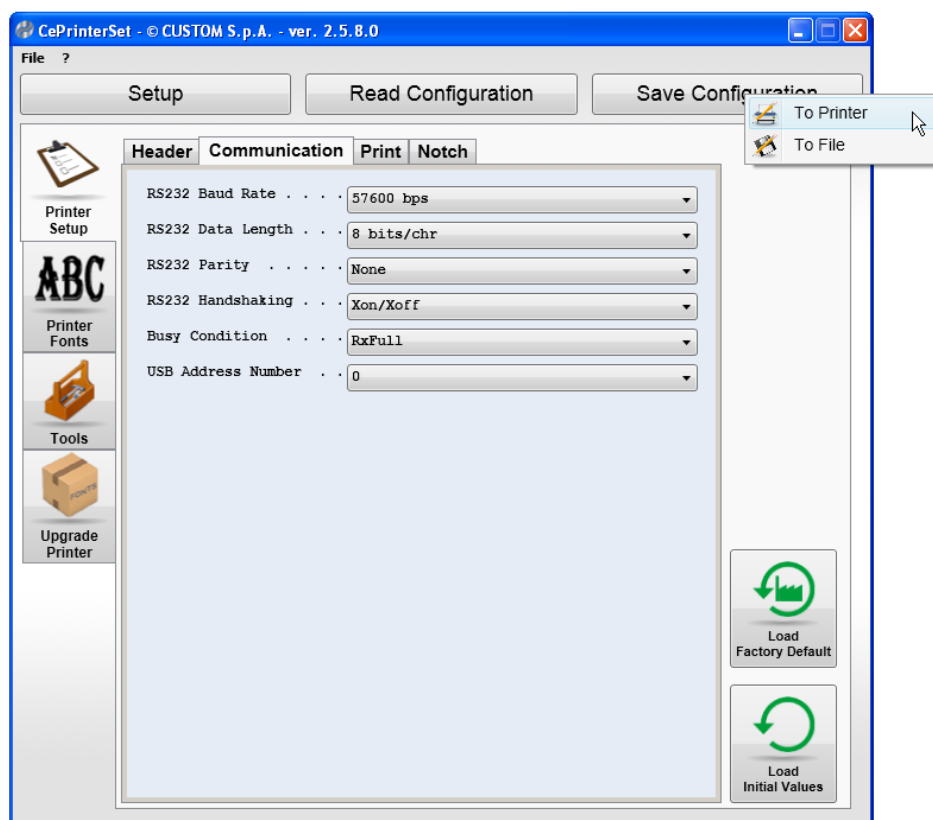 CePrinterSet - © CUSTOM S.p.A. - ver. 2.5.8.0
File ?
Setup Read Configuration Save Configuration
To Printer
To File
Header Communication Print Notch
Printer
Setup
ABC
Printer
Fonts
Tools
FONTS
Upgrade
Printer
RS232 Baud Rate . . . . 57600 bps
RS232 Data Length . . . 8 bits/chr
RS232 Parity . . . . . None
RS232 Handshaking . . . Xon/Xoff
Busy Condition . . . . RxFull
USB Address Number . . 0
Load
Factory Default
Load
Initial Values